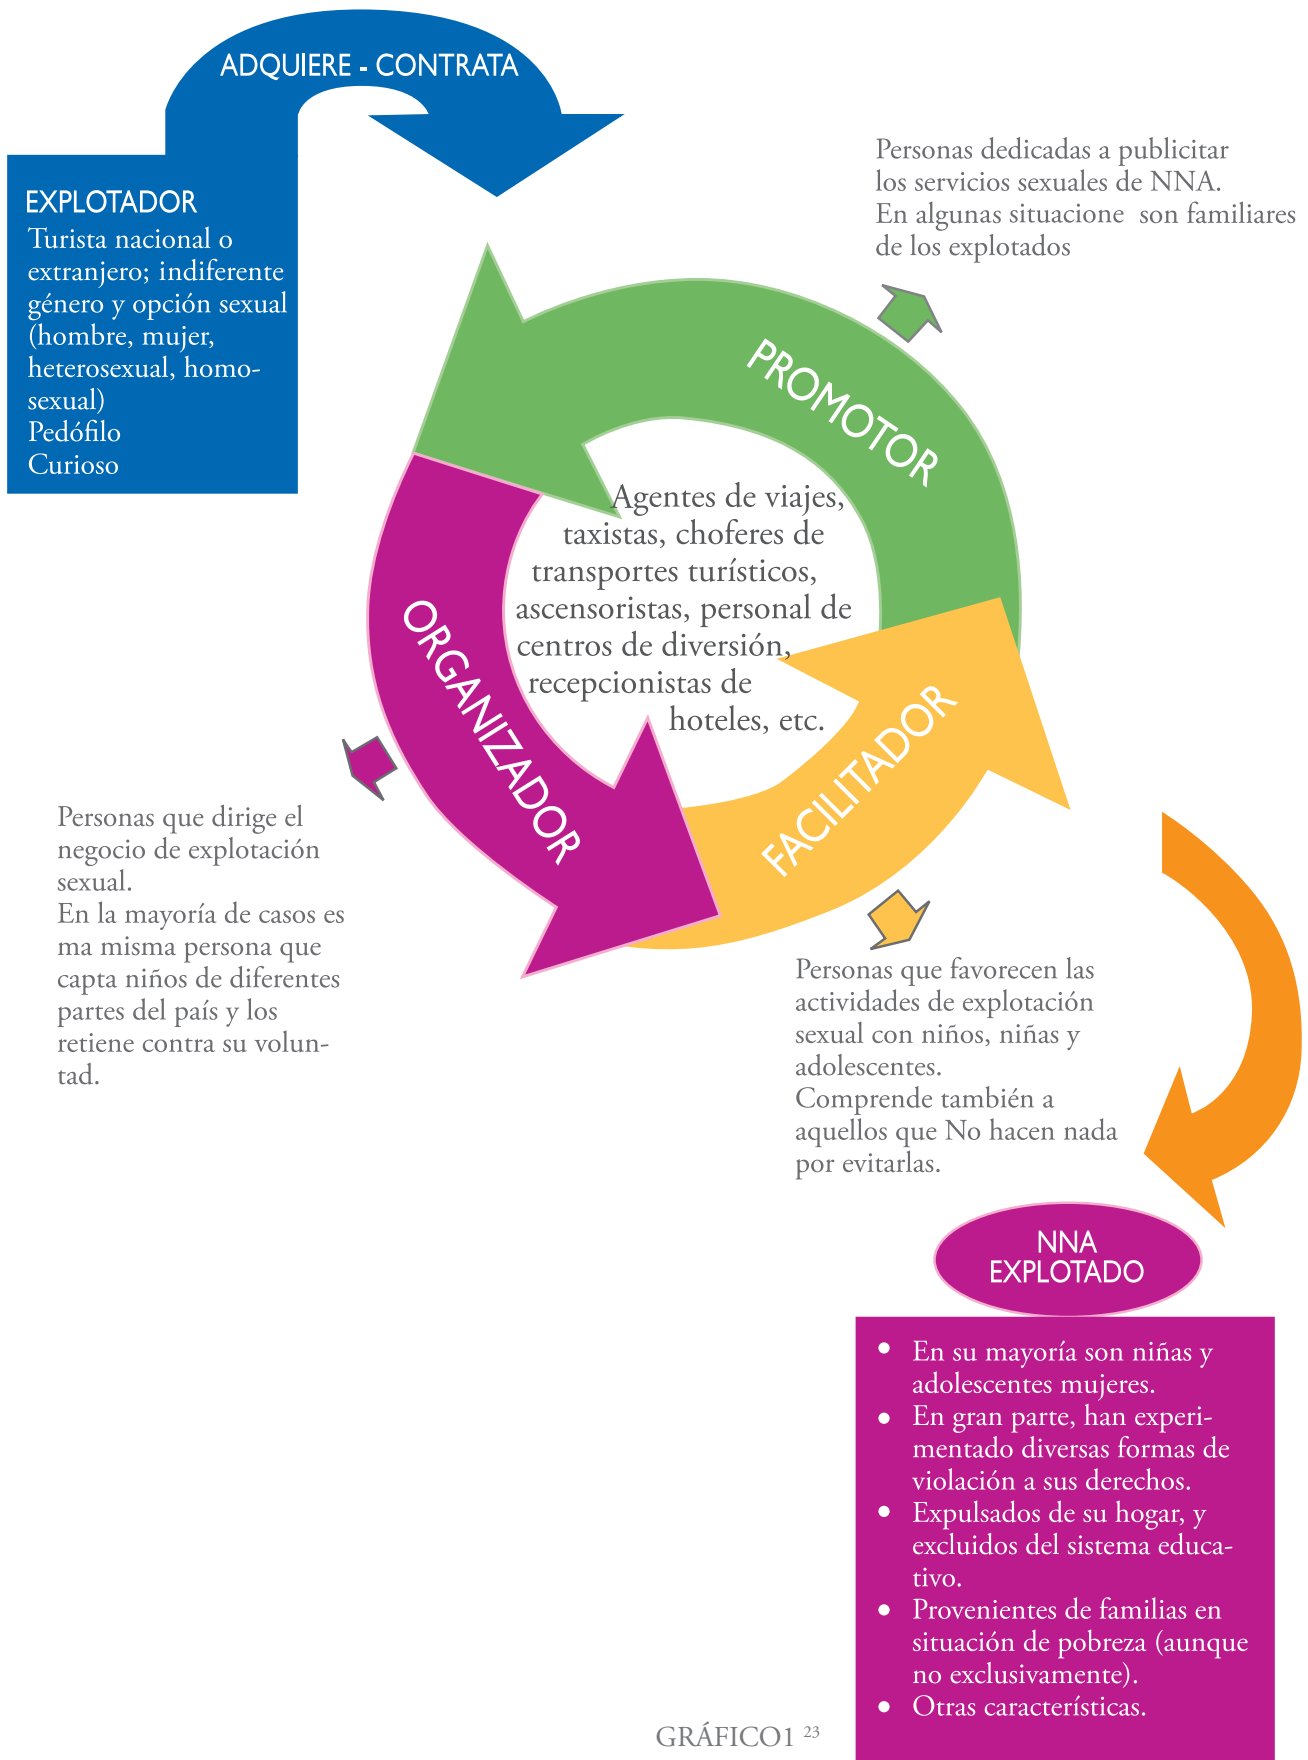 ADQUIERE - CONTRATA
EXPLOTADOR
Turista nacional o
extranjero; indiferente
género y opción sexual
(hombre, mujer,
heterosexual, homo-
sexual)
Pedófilo
Curioso
Personas dedicadas a publicitar
los servicios sexuales de NNA.
En algunas situacione son familiares
de los explotados
PROMOTOR
Agentes de viajes,
taxistas, choferes de
transportes turísticos,
ascensoristas, personal de
centros de diversión,
recepcionistas de
hoteles, etc.
ORGANIZADOR
FACILITADOR
Personas que dirige el
negocio de explotación
sexual.
En la mayoría de casos es
ma misma persona que
capta niños de diferentes
partes del país y los
retiene contra su volun-
tad.
Personas que favorecen las
actividades de explotación
sexual con niños, niñas y
adolescentes.
Comprende también a
aquellos que No hacen nada
por evitarlas.
NNA
EXPLOTADO
• En su mayoría son niñas y
adolescentes mujeres.
• En gran parte, han experi-
mentado diversas formas de
violación a sus derechos.
• Expulsados de su hogar, y
excluidos del sistema educa-
tivo.
• Provenientes de familias en
situación de pobreza (aunque
no exclusivamente).
• Otras características.
GRÁFICO1 23